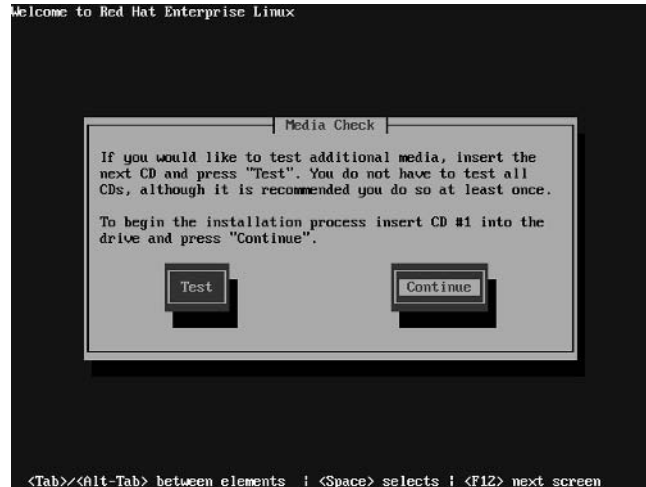 Welcome to Red Hat Enterprise Linux
Media Check
If you would like to test additional media, insert the
next CD and press "Test". You do not have to test all
CDs, although it is recommended you do so at least once.
To begin the installation process insert CD #1 into the
drive and press "Continue".
Test Continue
<Tab>/<Alt-Tab> between elements | <Space> selects | <F12> next screen